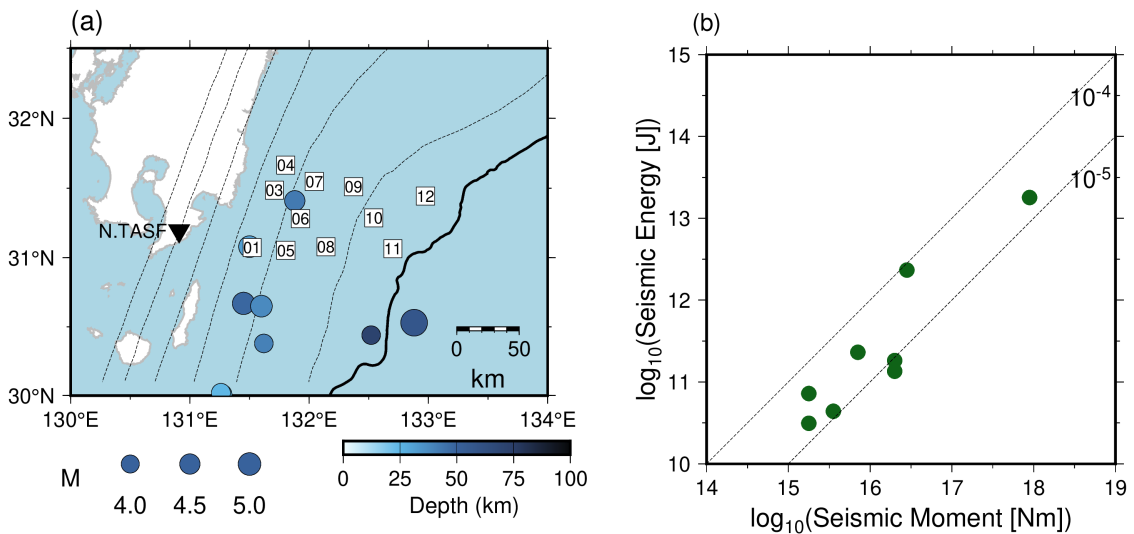 (a)
32°N
31°N
30°N
130°E 131°E 132°E 133°E 134°E
N.TASF
04
03
07
09
12
06
10
01
05
08
11
0 50
km
M
4.0 4.5 5.0
0 25 50 75 100
Depth (km)
(b)
log₁₀(Seismic Energy [J])
15
14
13
12
11
10
10⁻⁴
10⁻⁵
14 15 16 17 18 19
log₁₀(Seismic Moment [Nm])